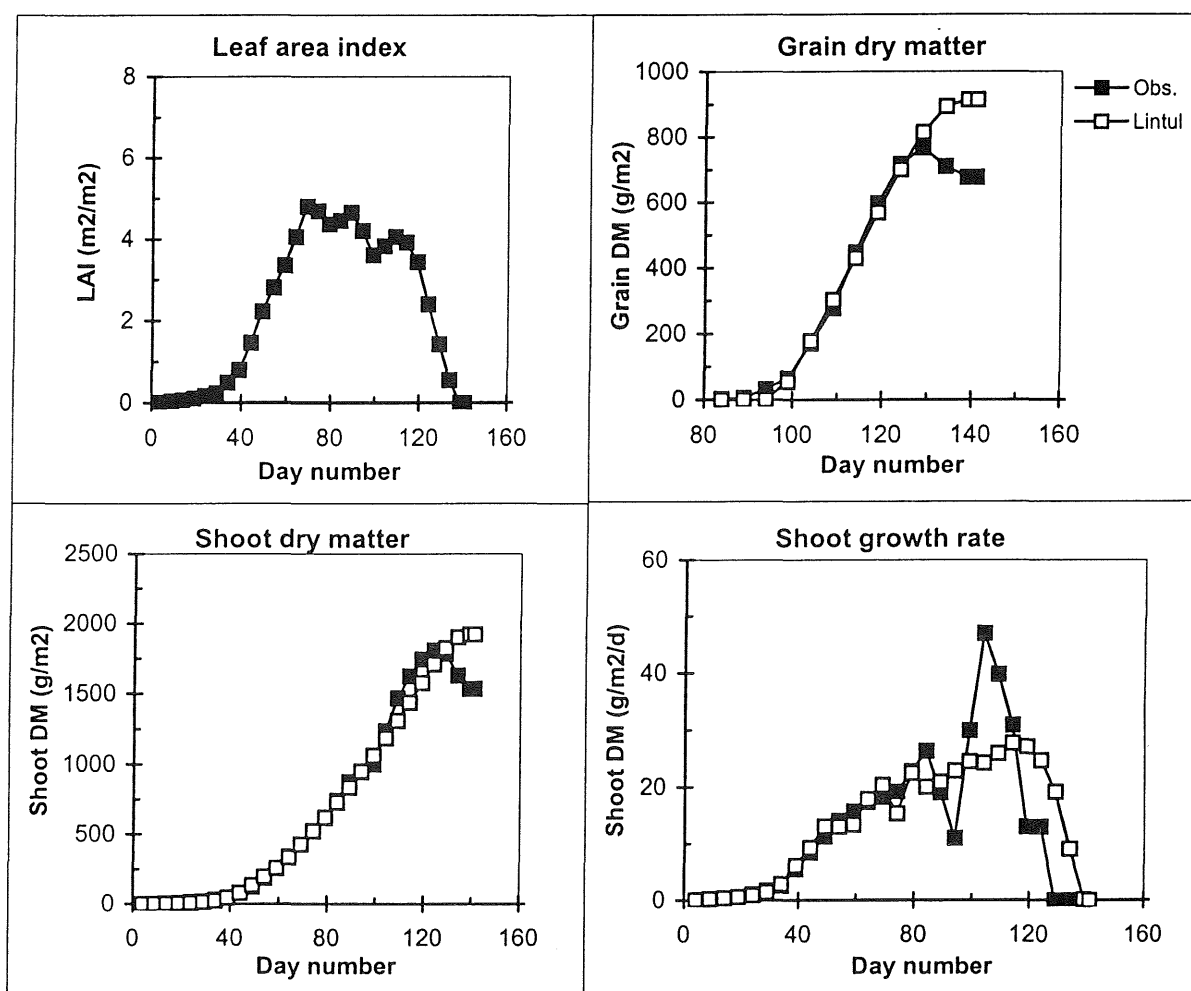 Leaf area index
8
6
4
2
0
LAI (m2/m2)
0 40 80 120 160
Day number
Grain dry matter
1000
800
600
400
200
0
Grain DM (g/m2)
80 100 120 140 160
Day number
Obs.
Lintul
Shoot dry matter
2500
2000
1500
1000
500
0
Shoot DM (g/m2)
0 40 80 120 160
Day number
Shoot growth rate
60
40
20
0
Shoot DM (g/m2/d)
0 40 80 120 160
Day number